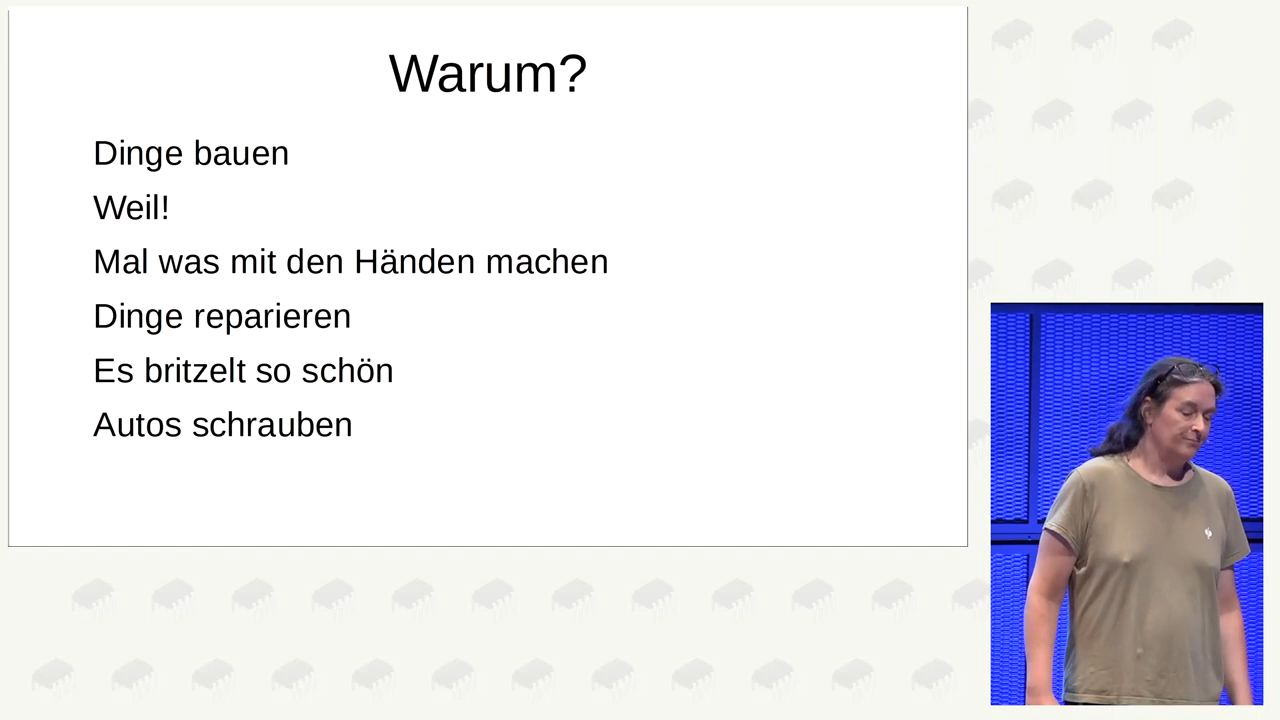 Warum?
Dinge bauen
Weil!
Mal was mit den Händen machen
Dinge reparieren
Es britzelt so schön
Autos schrauben